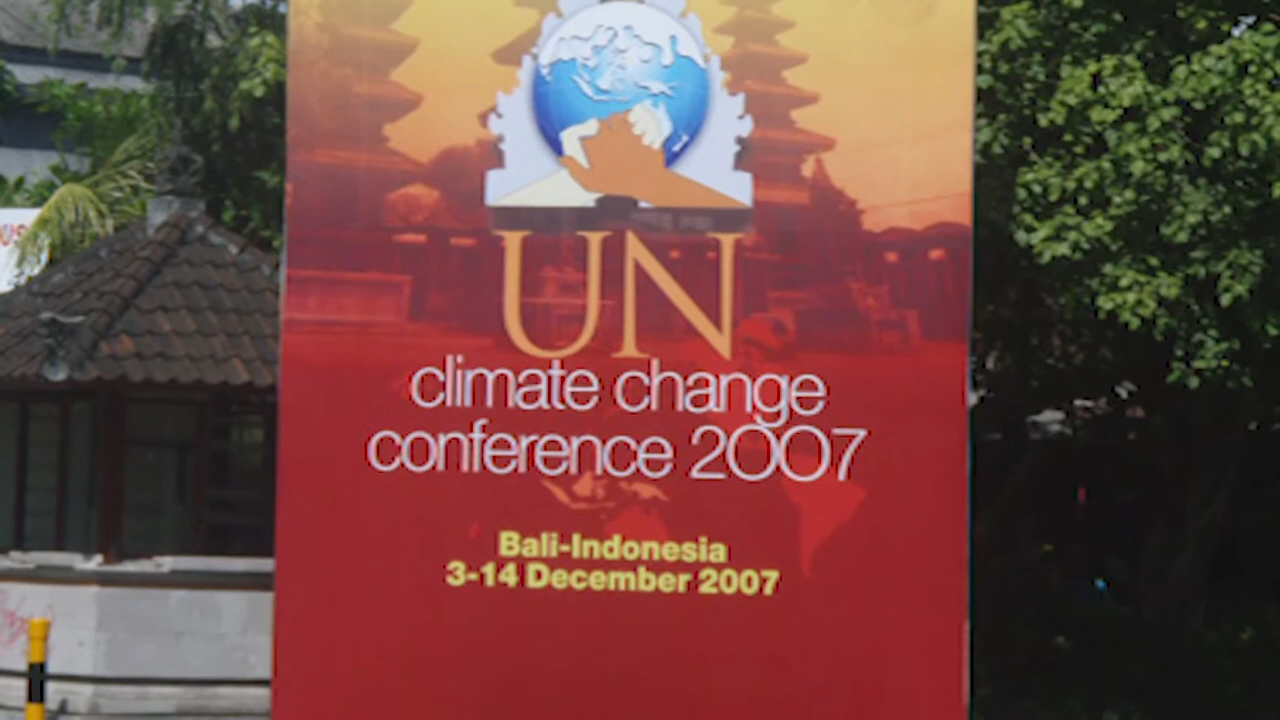 UN
climate change
conference 2007
Bali-Indonesia
3-14 December 2007